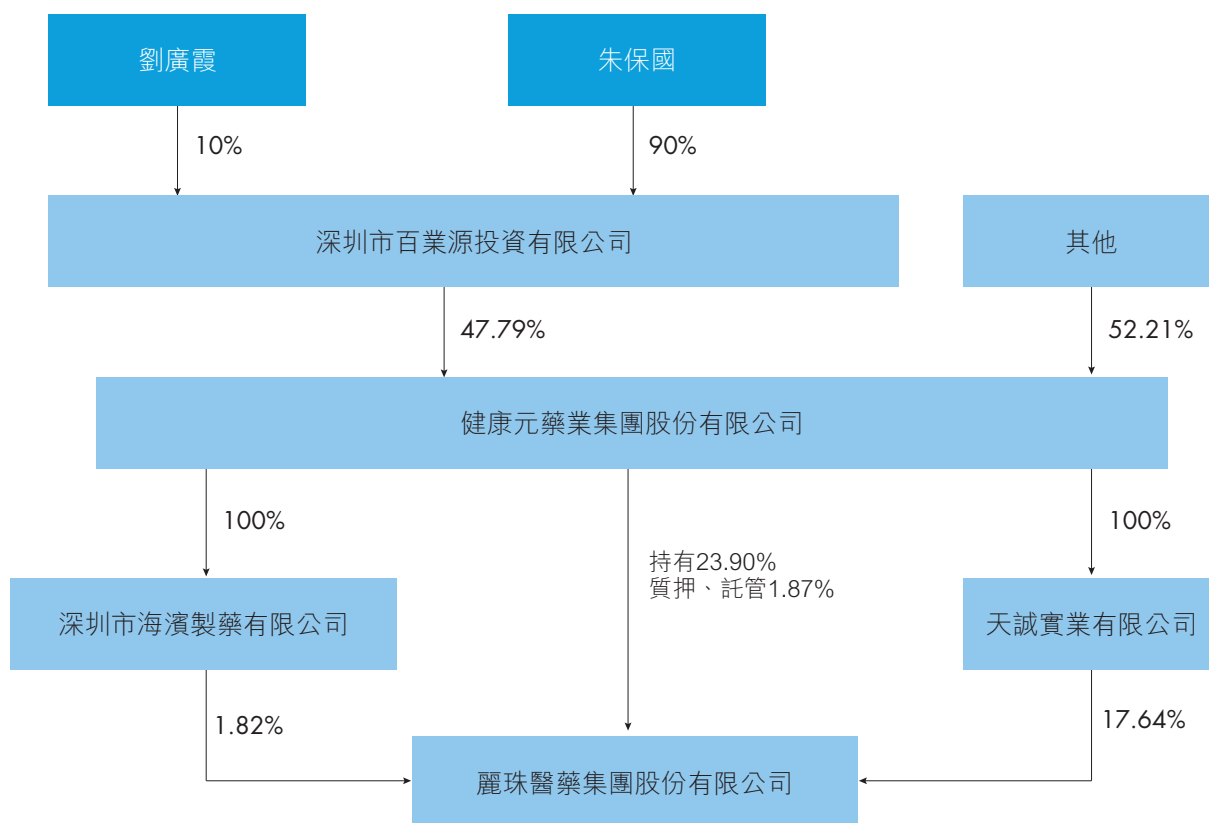 劉廣霞
朱保國
10%
90%
深圳市百業源投資有限公司
其他
47.79%
52.21%
健康元藥業集團股份有限公司
100%
100%
持有23.90%
質押、託管1.87%
深圳市海濱製藥有限公司
天誠實業有限公司
1.82%
17.64%
麗珠醫藥集團股份有限公司